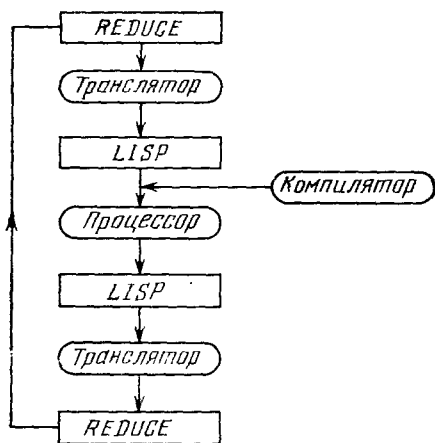 REDUCE
Транслятор
LISP
Компилятор
Процессор
LISP
Транслятор
REDUCE